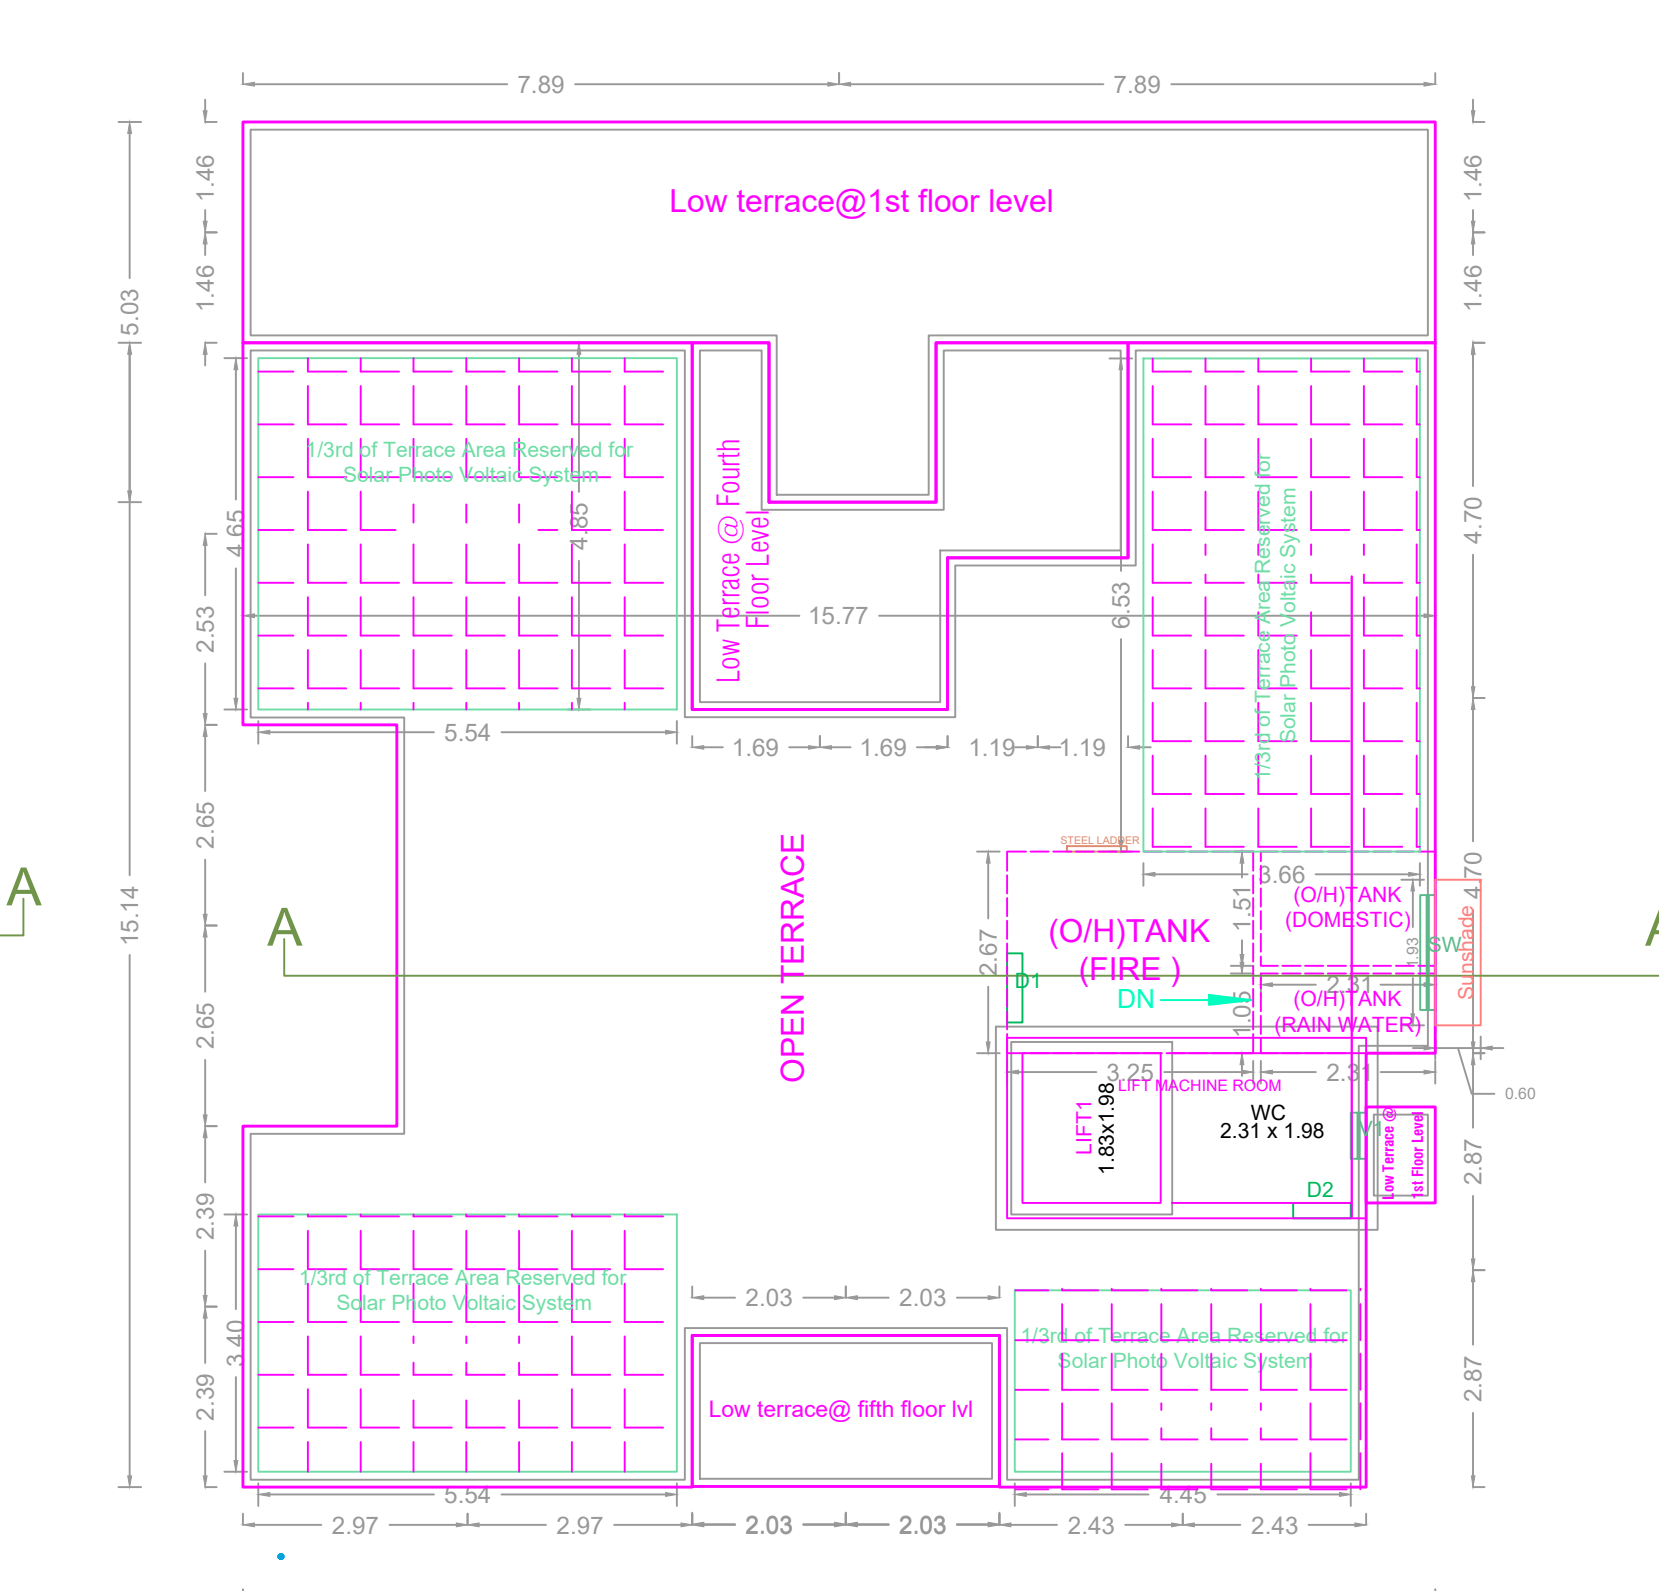 7.89
7.89
1.46
1.46
5.03
Low terrace@1st floor level
1.46
1.46
1/3rd of Terrace Area Reserved for
Solar Photo Voltaic System
4.65
4.85
Low Terrace @ Fourth
Floor Level
1/3rd of Terrace Area Reserved for
Solar Photo Voltaic System
4.70
2.53
15.77
6.53
5.54
1.69
1.69
1.19
1.19
2.65
STEEL LADDER
3.66
4.70
A
A
A
15.14
OPEN TERRACE
2.67
1.51
(O/H)TANK
(DOMESTIC)
(O/H)TANK
(FIRE )
1.93
SW
Sunshade
D1
DN
2.31
(O/H)TANK
(RAIN WATER)
1.05
2.65
3.25
2.31
LIFT MACHINE ROOM
0.60
LIFT1
1.83x1.98
WC
2.31 x 1.98
V1
Low Terrace @
1st Floor Level
2.87
D2
2.39
1/3rd of Terrace Area Reserved for
Solar Photo Voltaic System
3.40
2.03
2.03
1/3rd of Terrace Area Reserved for
Solar Photo Voltaic System
2.87
2.39
Low terrace@ fifth floor lvl
5.54
4.45
2.97
2.97
2.03
2.03
2.43
2.43